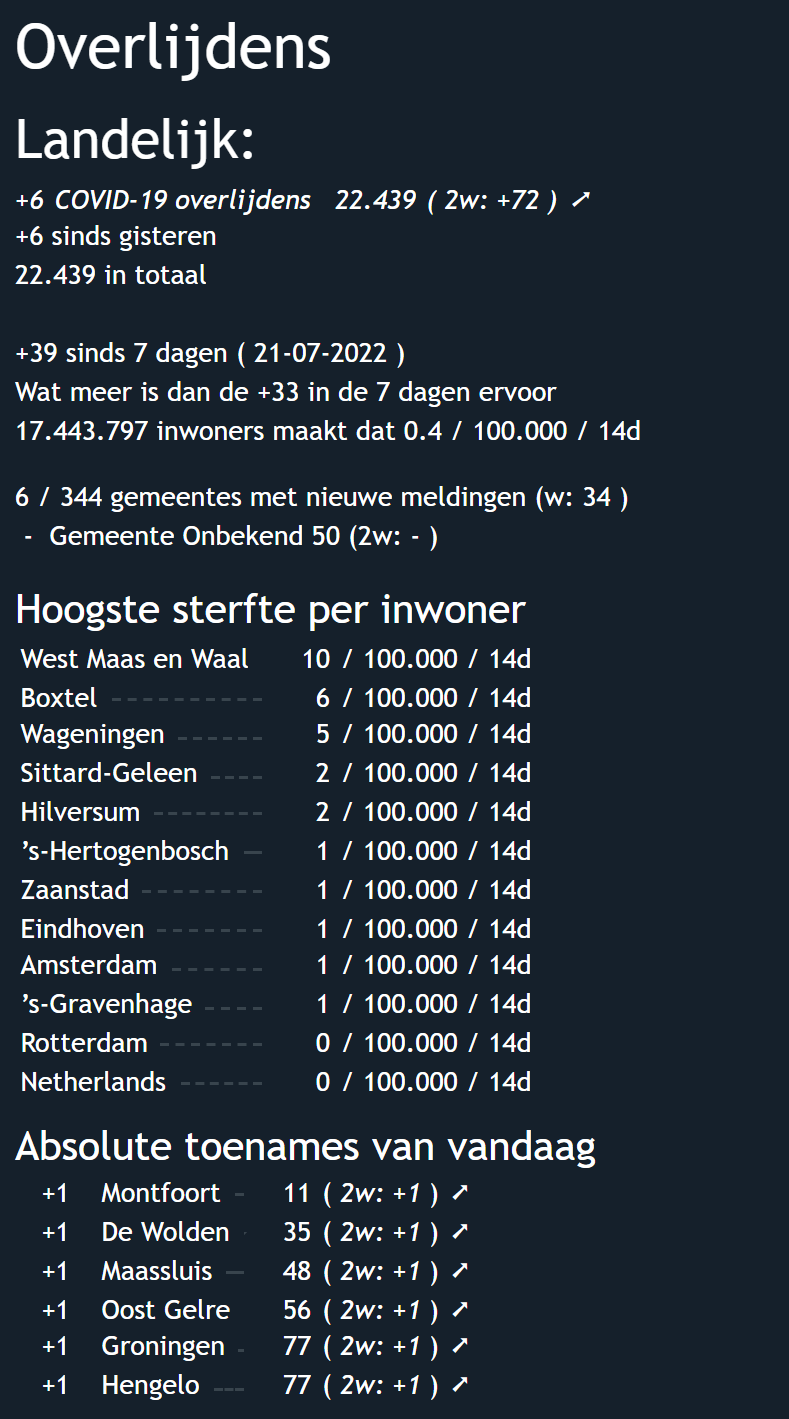 Overlijdens
Landelijk:
+6 COVID-19 overlijdens 22.439 ( 2w: +72 ) ➚
+6 sinds gisteren
22.439 in totaal
+39 sinds 7 dagen ( 21-07-2022 )
Wat meer is dan de +33 in de 7 dagen ervoor
17.443.797 inwoners maakt dat 0.4 / 100.000 / 14d
6 / 344 gemeentes met nieuwe meldingen (w: 34 )
- Gemeente Onbekend 50 (2w: - )
Hoogste sterfte per inwoner
West Maas en Waal 10 / 100.000 / 14d
Boxtel ---------- 6 / 100.000 / 14d
Wageningen ------ 5 / 100.000 / 14d
Sittard-Geleen ---- 2 / 100.000 / 14d
Hilversum -------- 2 / 100.000 / 14d
’s-Hertogenbosch — 1 / 100.000 / 14d
Zaanstad -------- 1 / 100.000 / 14d
Eindhoven ------- 1 / 100.000 / 14d
Amsterdam ------ 1 / 100.000 / 14d
’s-Gravenhage ---- 1 / 100.000 / 14d
Rotterdam ------- 0 / 100.000 / 14d
Netherlands ------ 0 / 100.000 / 14d
Absolute toenames van vandaag
+1 Montfoort - 11 ( 2w: +1 ) ➚
+1 De Wolden - 35 ( 2w: +1 ) ➚
+1 Maassluis — 48 ( 2w: +1 ) ➚
+1 Oost Gelre 56 ( 2w: +1 ) ➚
+1 Groningen - 77 ( 2w: +1 ) ➚
+1 Hengelo --- 77 ( 2w: +1 ) ➚